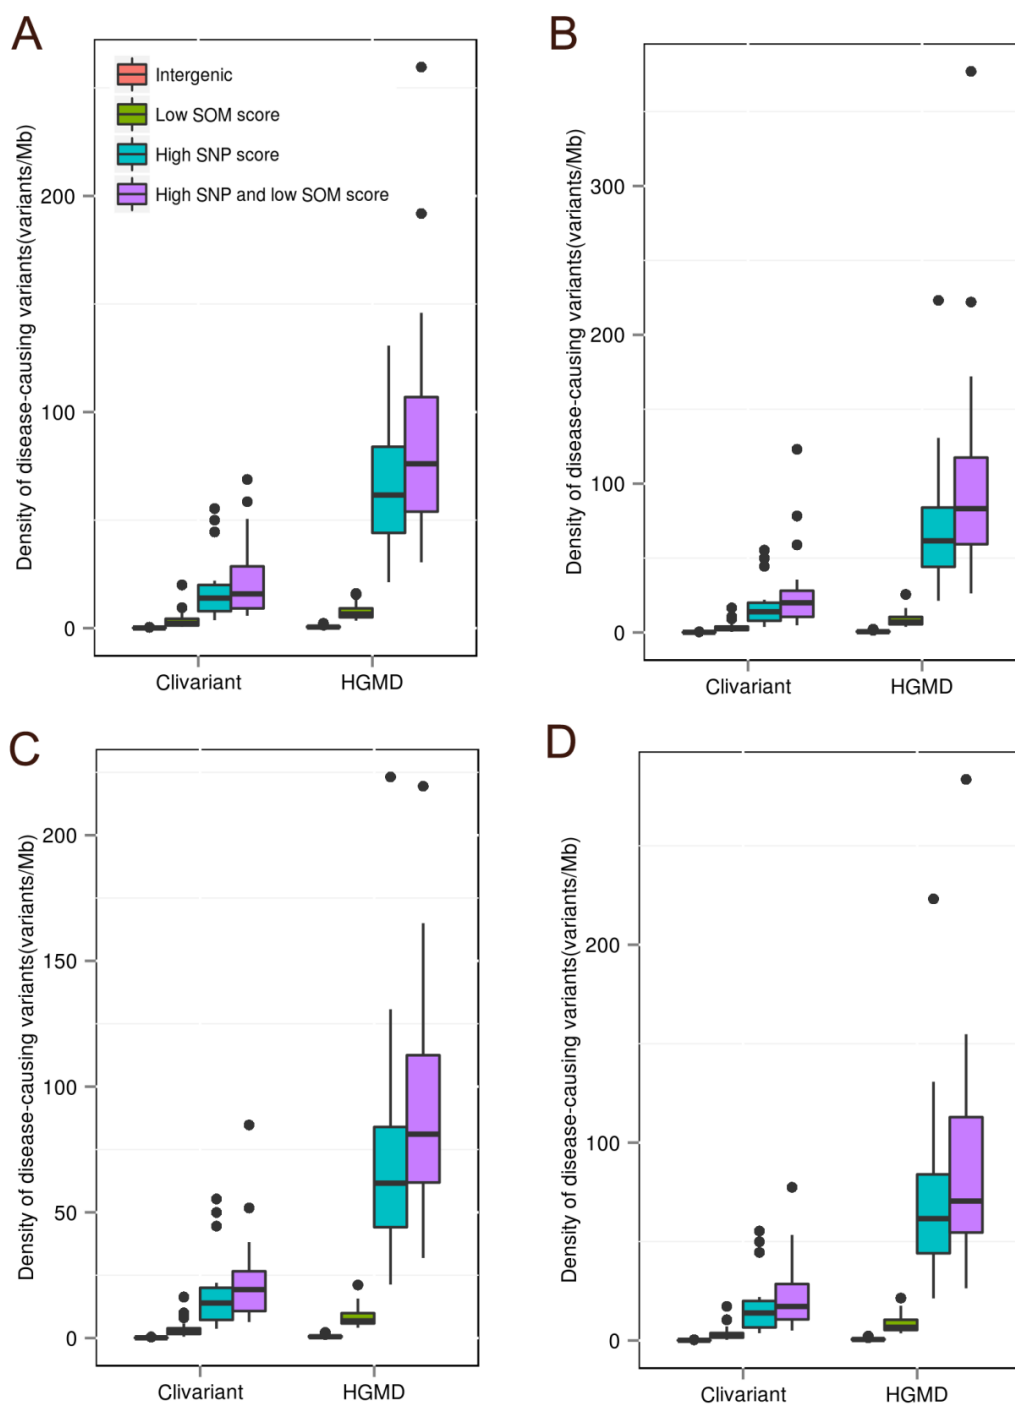 A
Density of disease-causing variants(variants/Mb)
Intergenic
Low SOM score
High SNP score
High SNP and low SOM score
200
100
0
Clivariant HGMD
B
Density of disease-causing variants(variants/Mb)
300
200
100
0
Clivariant HGMD
C
Density of disease-causing variants(variants/Mb)
200
150
100
50
0
Clivariant HGMD
D
Density of disease-causing variants(variants/Mb)
200
100
0
Clivariant HGMD